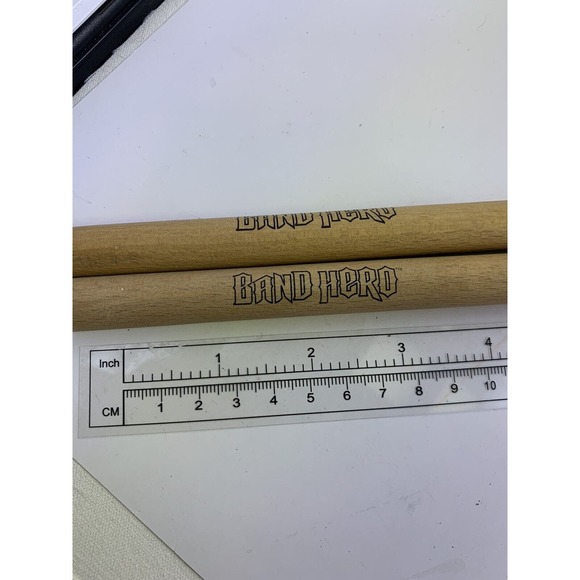 BAND HERO
BAND HERO™
Inch 1 2 3 4
CM 1 2 3 4 5 6 7 8 9 10